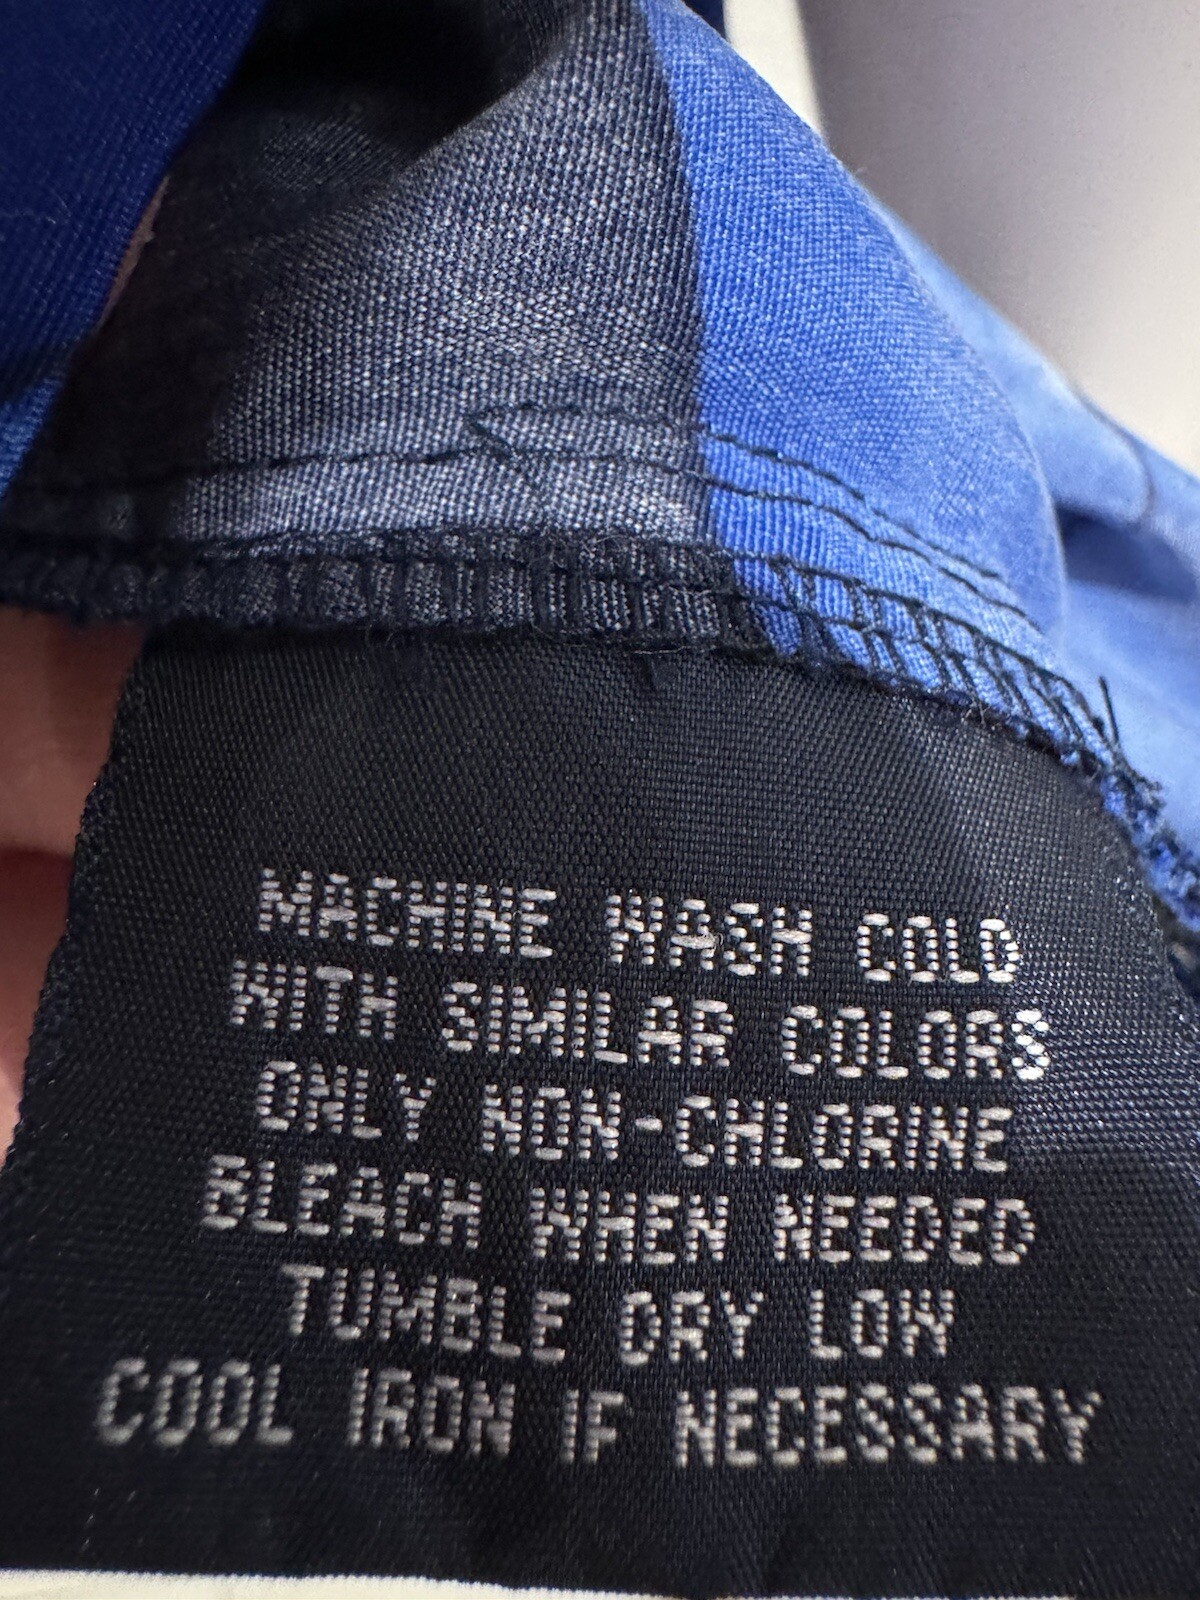 MACHINE WASH COLD
WITH SIMILAR COLORS
ONLY NON-CHLORINE
BLEACH WHEN NEEDED
TUMBLE DRY LOW
COOL IRON IF NECESSARY